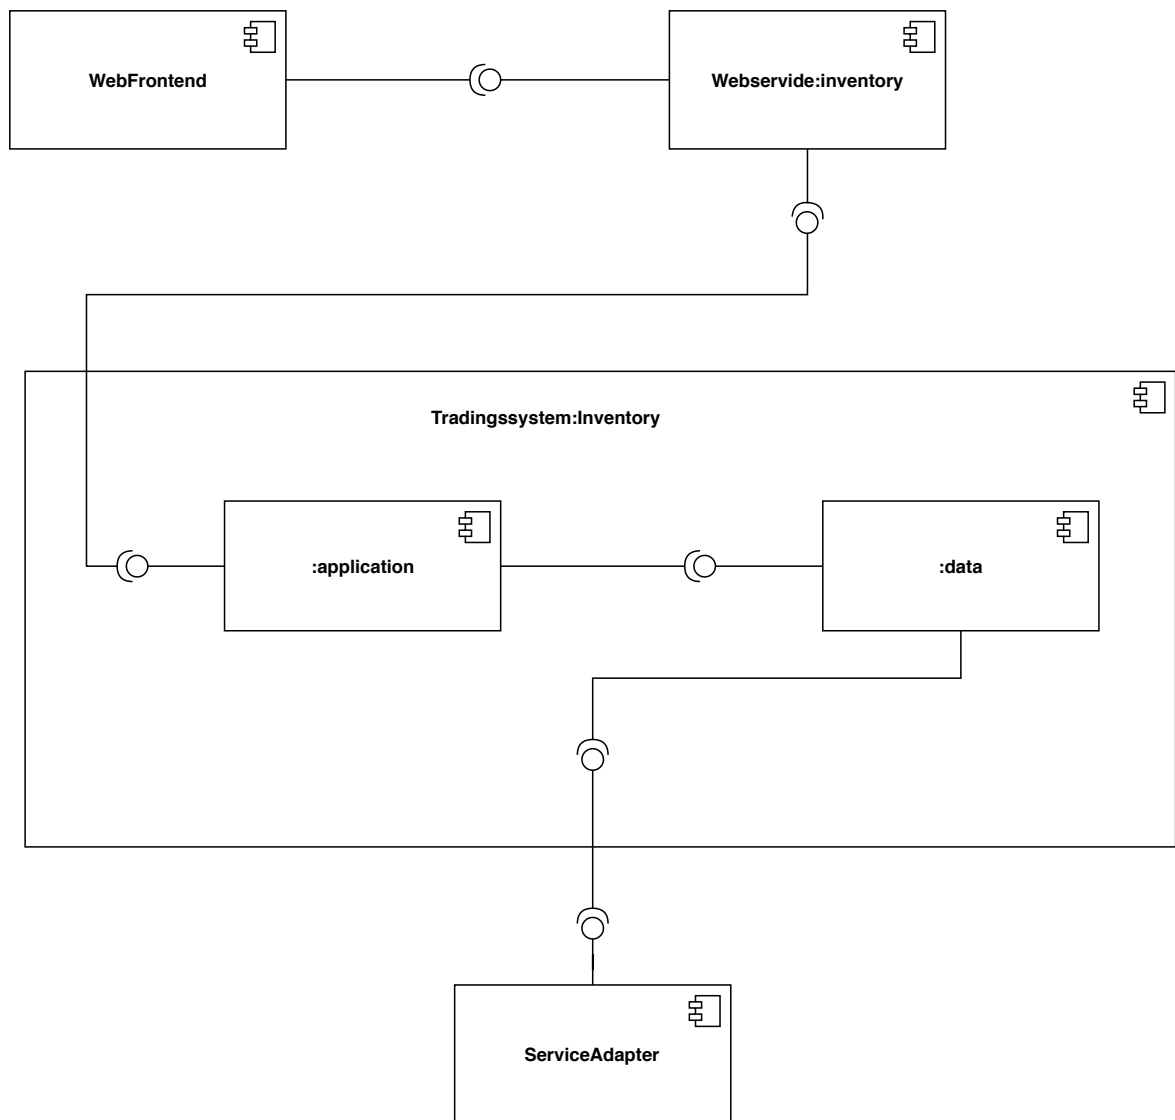 WebFrontend
Webservide:inventory
Tradingssystem:Inventory
:application
:data
ServiceAdapter